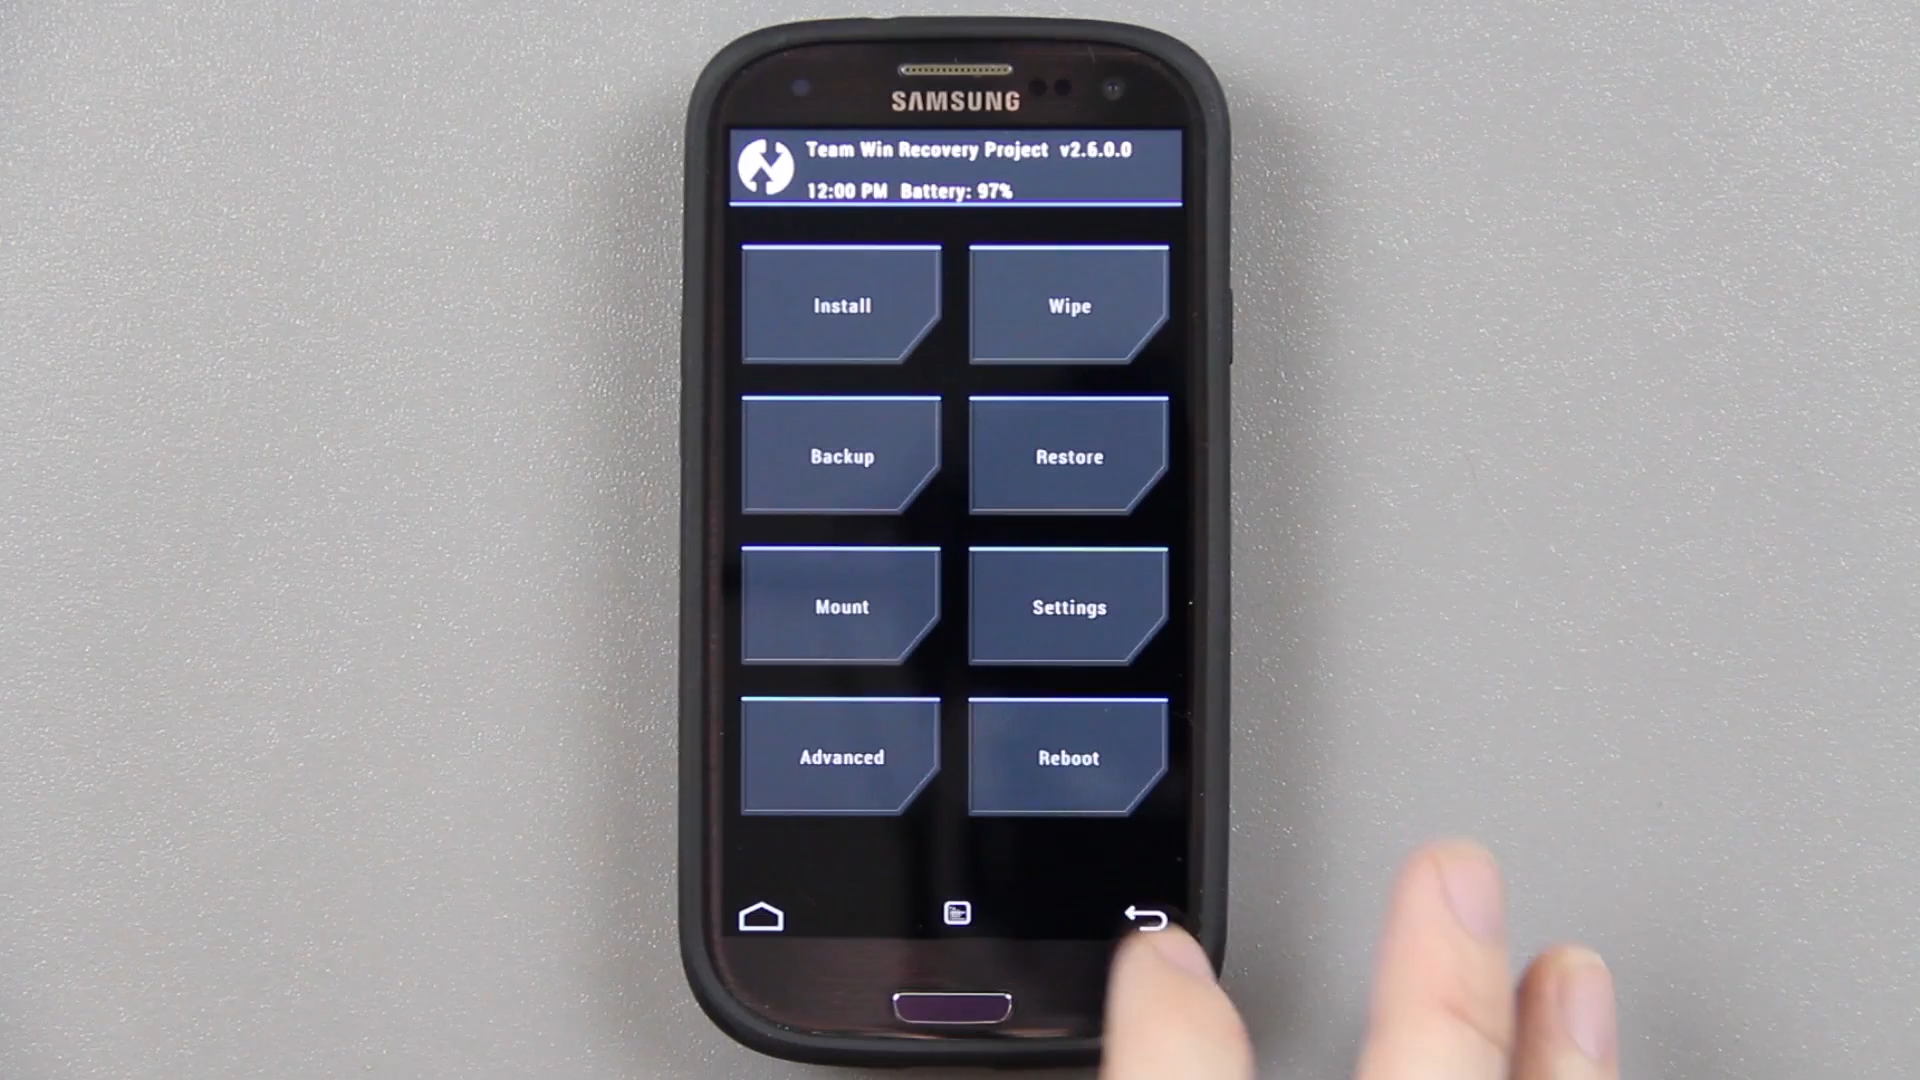 SAMSUNG
Team Win Recovery Project v2.6.0.0
12:00 PM Battery: 97%
Install
Wipe
Backup
Restore
Mount
Settings
Advanced
Reboot